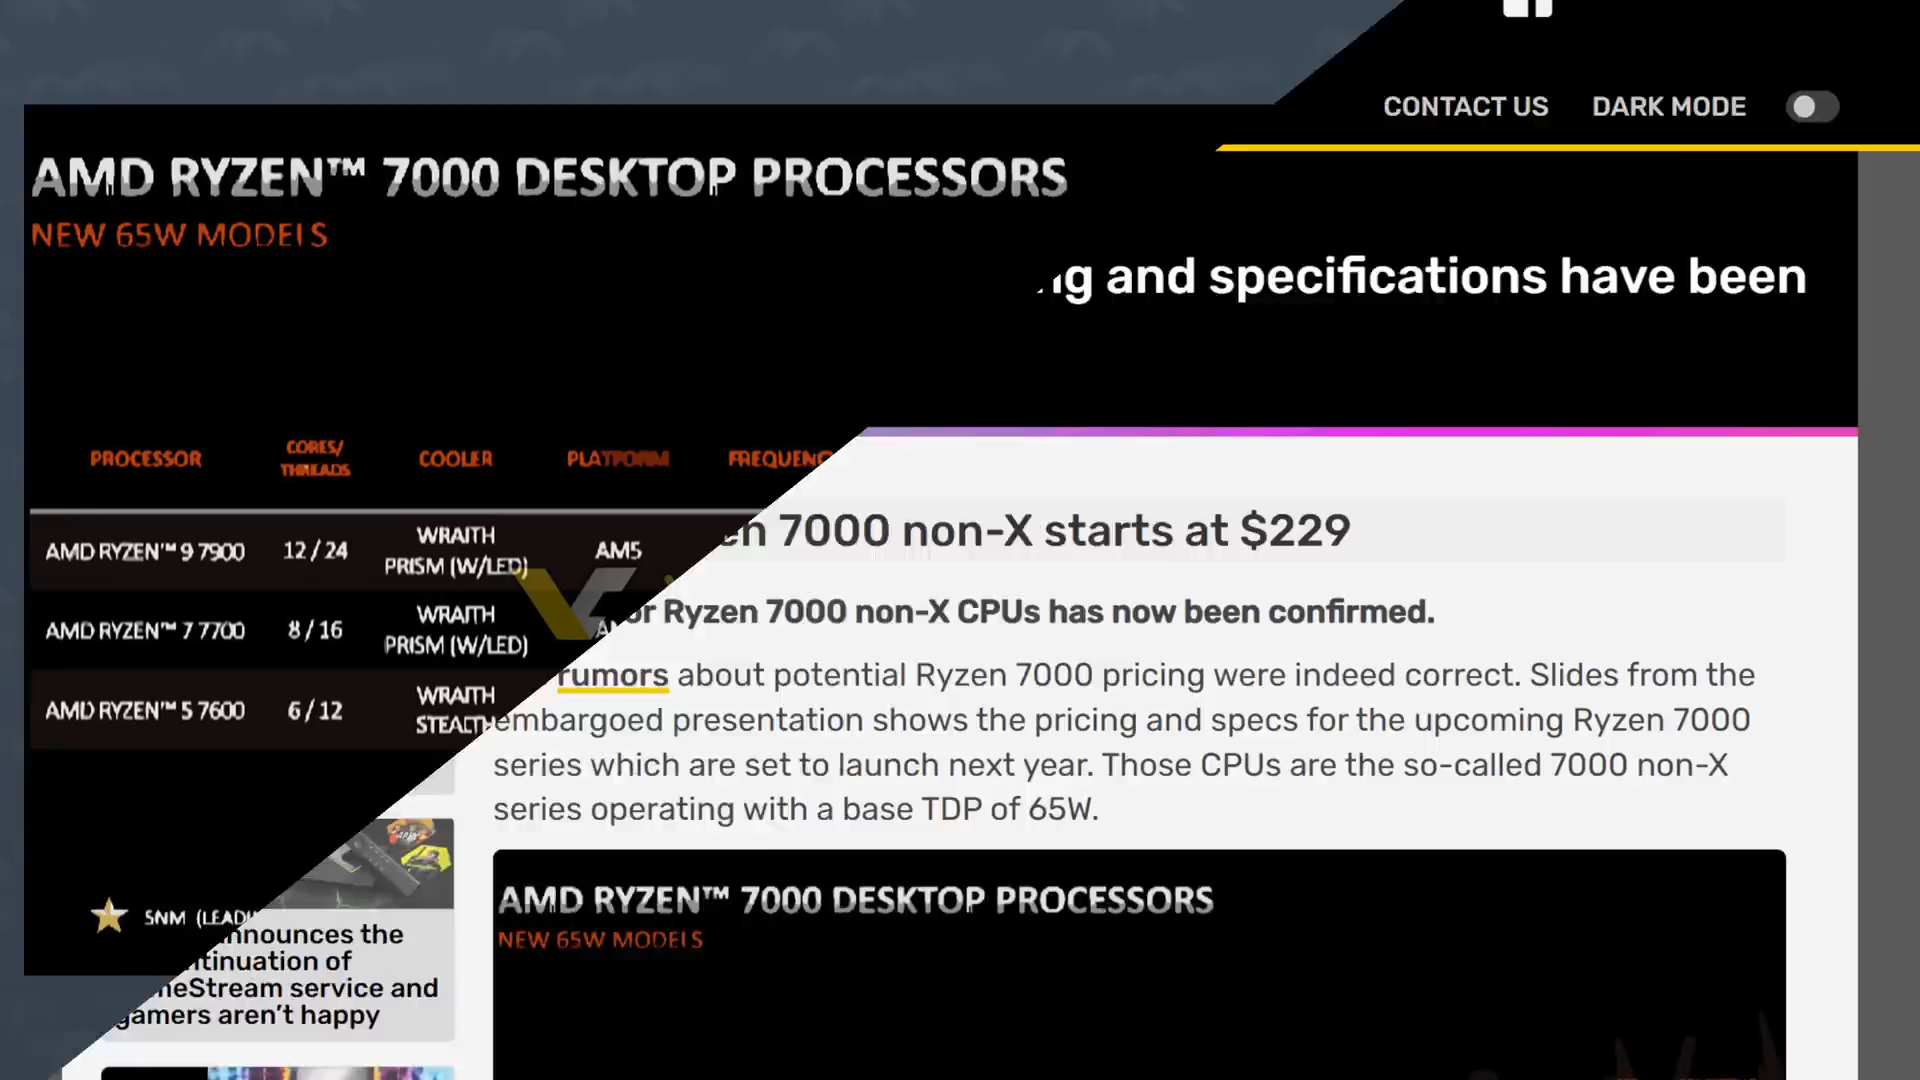 CONTACT US DARK MODE
AMD RYZEN™ 7000 DESKTOP PROCESSORS
NEW 65W MODELS
and specifications have been
PROCESSOR CORES/THREADS COOLER PLATFORM
AMD RYZEN™ 9 7900 12 / 24 WRAITH PRISM (W/LED) AM5
AMD RYZEN™ 7 7700 8 / 16 WRAITH PRISM (W/LED)
AMD RYZEN™ 5 7600 6 / 12 WRAITH STEALTH
7000 non-X starts at $229
Ryzen 7000 non-X CPUs has now been confirmed.
rumors about potential Ryzen 7000 pricing were indeed correct. Slides from the
embargoed presentation shows the pricing and specs for the upcoming Ryzen 7000
series which are set to launch next year. Those CPUs are the so-called 7000 non-X
series operating with a base TDP of 65W.
5NM
the
of
service and
gamers aren't happy
AMD RYZEN™ 7000 DESKTOP PROCESSORS
NEW 65W MODELS